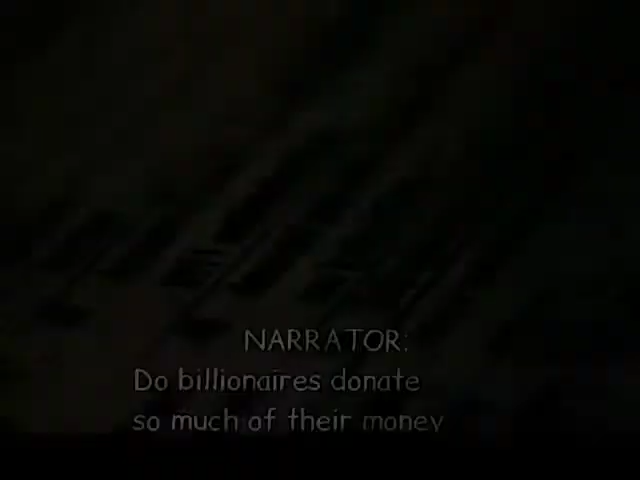 NARRATOR:
Do billionaires donate
so much of their money